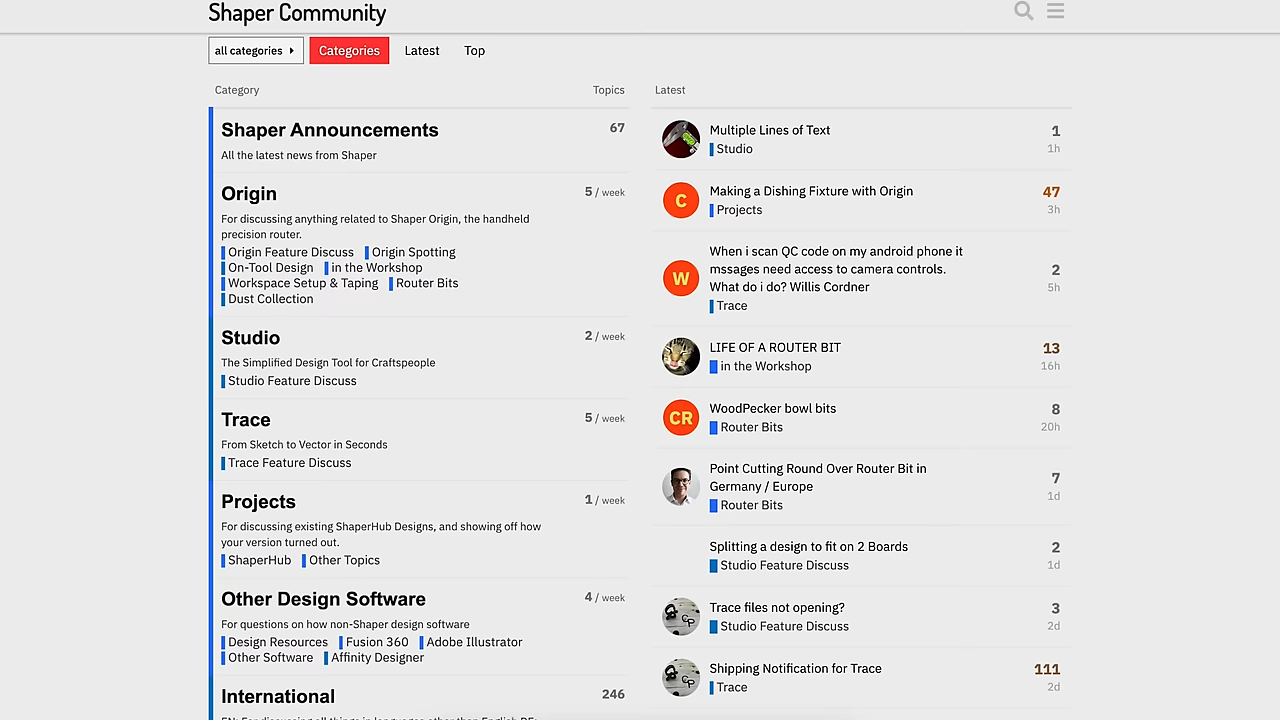 Shaper Community
all categories
Categories
Latest
Top
Category
Topics
Shaper Announcements
67
All the latest news from Shaper
Origin
5 / week
For discussing anything related to Shaper Origin, the handheld
precision router.
Origin Feature Discuss
Origin Spotting
On-Tool Design
in the Workshop
Workspace Setup & Taping
Router Bits
Dust Collection
Studio
2 / week
The Simplified Design Tool for Craftspeople
Studio Feature Discuss
Trace
5 / week
From Sketch to Vector in Seconds
Trace Feature Discuss
Projects
1 / week
For discussing existing ShaperHub Designs, and showing off how
your version turned out.
ShaperHub
Other Topics
Other Design Software
4 / week
For questions on how non-Shaper design software
Design Resources
Fusion 360
Adobe Illustrator
Other Software
Affinity Designer
International
246
Latest
Multiple Lines of Text
1
Studio
1h
C
Making a Dishing Fixture with Origin
47
Projects
3h
W
When i scan QC code on my android phone it
mssages need access to camera controls.
What do i do? Willis Cordner
2
5h
Trace
LIFE OF A ROUTER BIT
13
in the Workshop
16h
CR
WoodPecker bowl bits
8
Router Bits
20h
Point Cutting Round Over Router Bit in
Germany / Europe
7
1d
Router Bits
Splitting a design to fit on 2 Boards
2
Studio Feature Discuss
1d
CP
Trace files not opening?
3
Studio Feature Discuss
2d
CP
Shipping Notification for Trace
111
Trace
2d